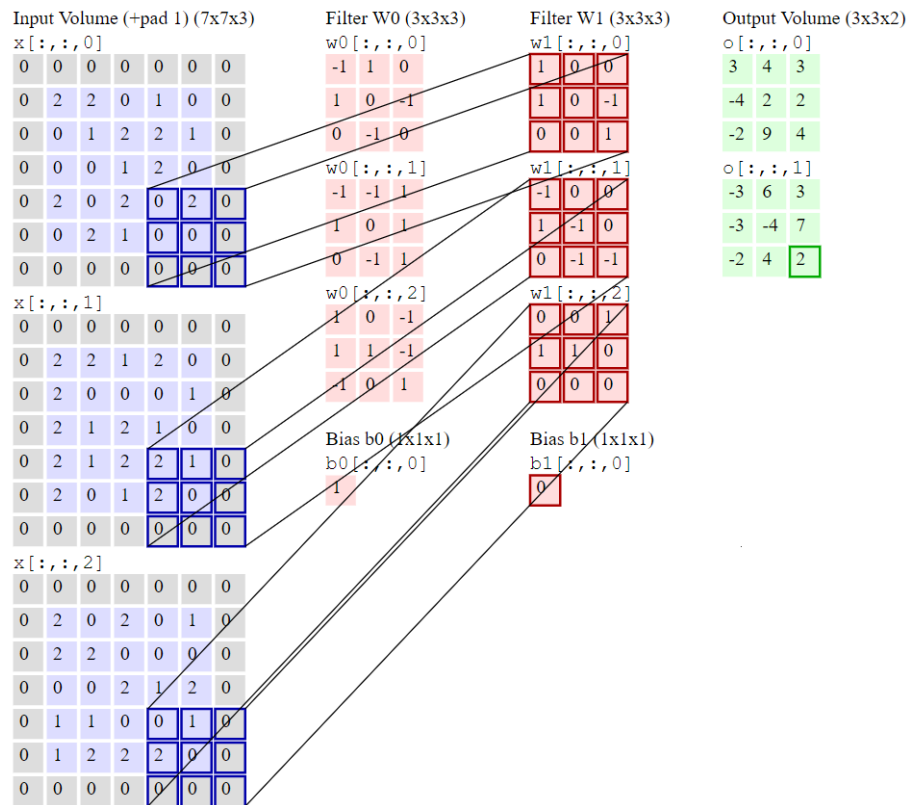 Input Volume (+pad 1) (7x7x3)
x[:,:,0]
0 0 0 0 0 0 0
0 2 2 0 1 0 0
0 0 1 2 2 1 0
0 0 0 1 2 0 0
0 2 0 2 0 2 0
0 0 2 1 0 0 0
0 0 0 0 0 0 0
x[:,:,1]
0 0 0 0 0 0 0
0 2 2 1 2 0 0
0 2 0 0 0 1 0
0 2 1 2 1 0 0
0 2 1 2 2 1 0
0 2 0 1 2 0 0
0 0 0 0 0 0 0
x[:,:,2]
0 0 0 0 0 0 0
0 2 0 2 0 1 0
0 2 2 0 0 0 0
0 0 0 2 1 2 0
0 1 1 0 0 1 0
0 1 2 2 2 0 0
0 0 0 0 0 0 0
Filter W0 (3x3x3)
w0[:,:,0]
-1 1 0
1 0 -1
0 -1 0
w0[:,:,1]
-1 -1 1
1 0 1
0 -1 1
w0[:,:,2]
1 0 -1
1 1 -1
-1 0 1
Bias b0 (1x1x1)
b0[:,:,0]
1
Filter W1 (3x3x3)
w1[:,:,0]
1 0 0
1 0 -1
0 0 1
w1[:,:,1]
-1 0 0
1 -1 0
0 -1 -1
w1[:,:,2]
0 0 1
1 1 0
0 0 0
Bias b1 (1x1x1)
b1[:,:,0]
0
Output Volume (3x3x2)
o[:,:,0]
3 4 3
-4 2 2
-2 9 4
o[:,:,1]
-3 6 3
-3 -4 7
-2 4 2